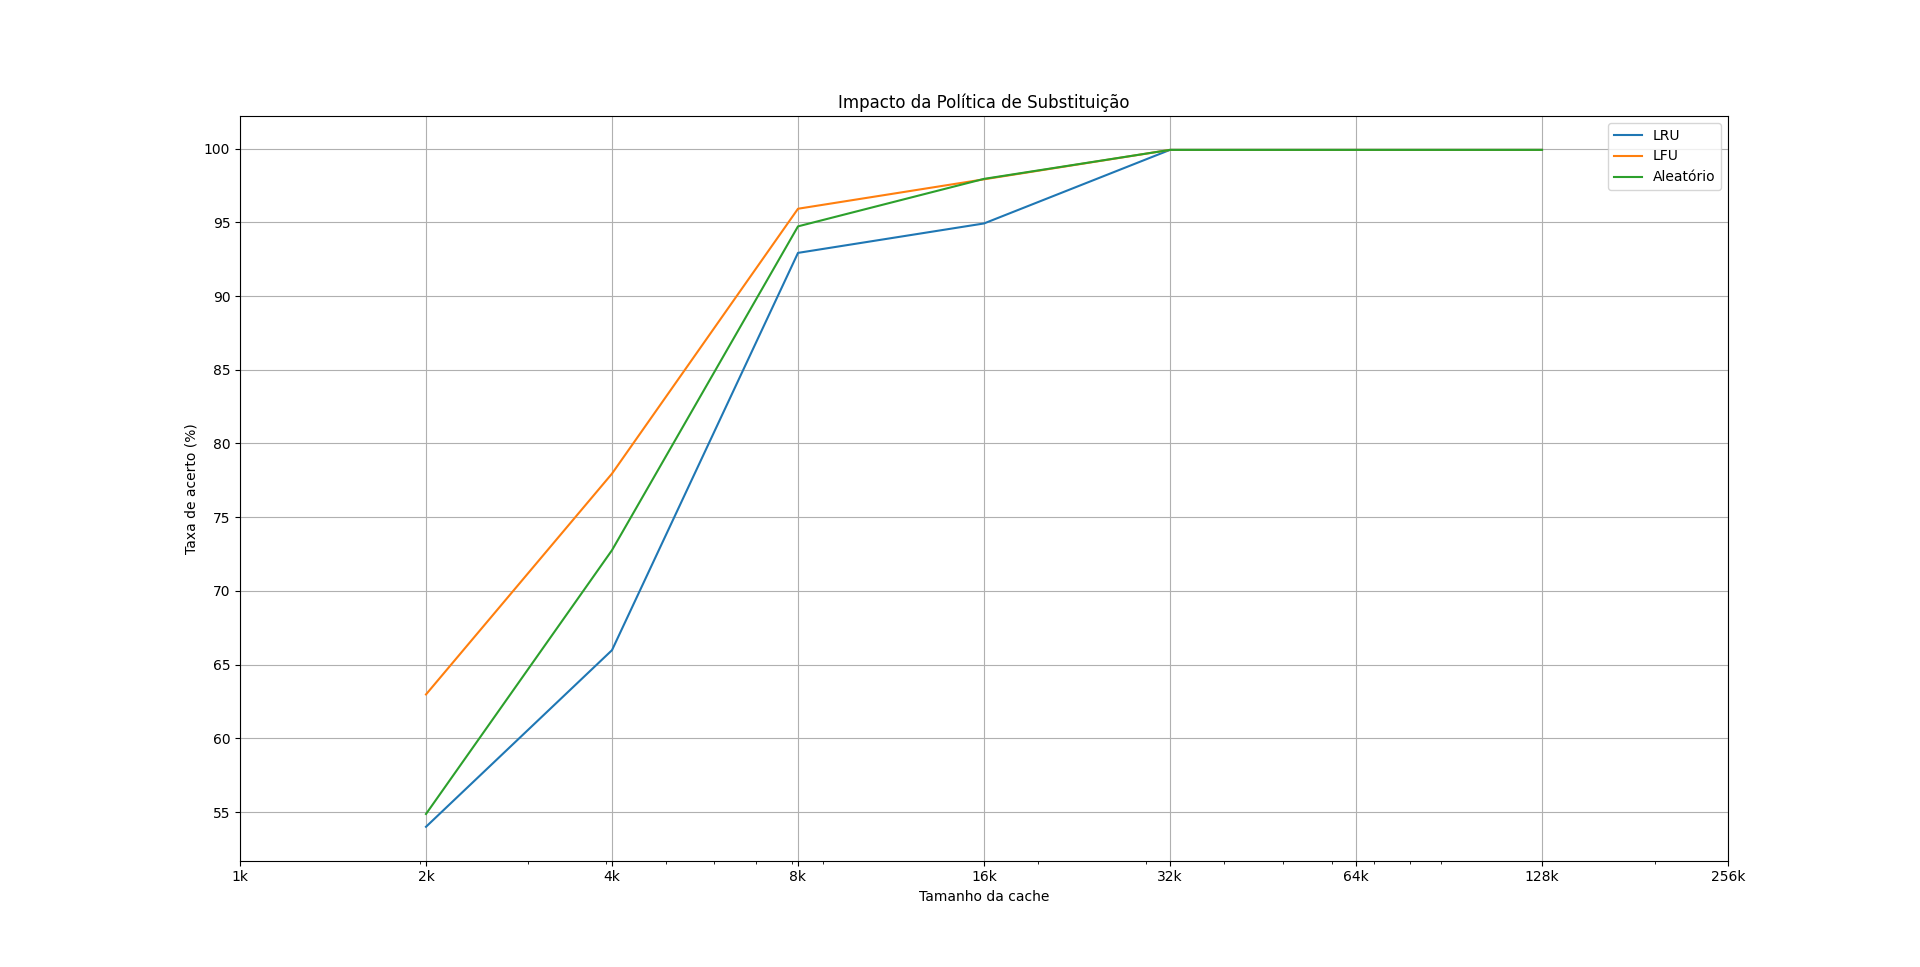 Impacto da Política de Substituição
LRU
LFU
Aleatório
100
95
90
85
80
75
70
65
60
55
Taxa de acerto (%)
1k 2k 4k 8k 16k 32k 64k 128k 256k
Tamanho da cache